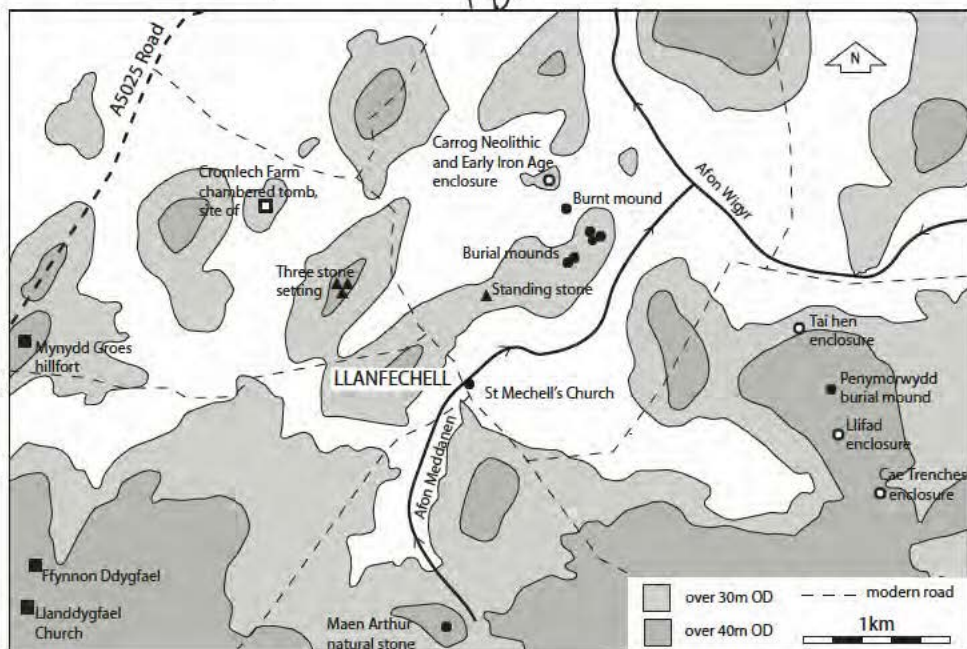 A5025 Road
N
Carrog Neolithic
and Early Iron Age
enclosure
Cromlech Farm
chambered tomb,
site of
Burnt mound
Afon Wigyr
Burial mounds
Three stone
setting
Standing stone
Mynydd Groes
hillfort
Tai hen
enclosure
LLANFECHELL
St Mechell's Church
Penymorwydd
burial mound
Afon Meddanen
Llifad
enclosure
Cae Trenches
enclosure
Ffynnon Ddygfael
Llanddygfael
Church
Maen Arthur
natural stone
over 30m OD
modern road
over 40m OD
1km